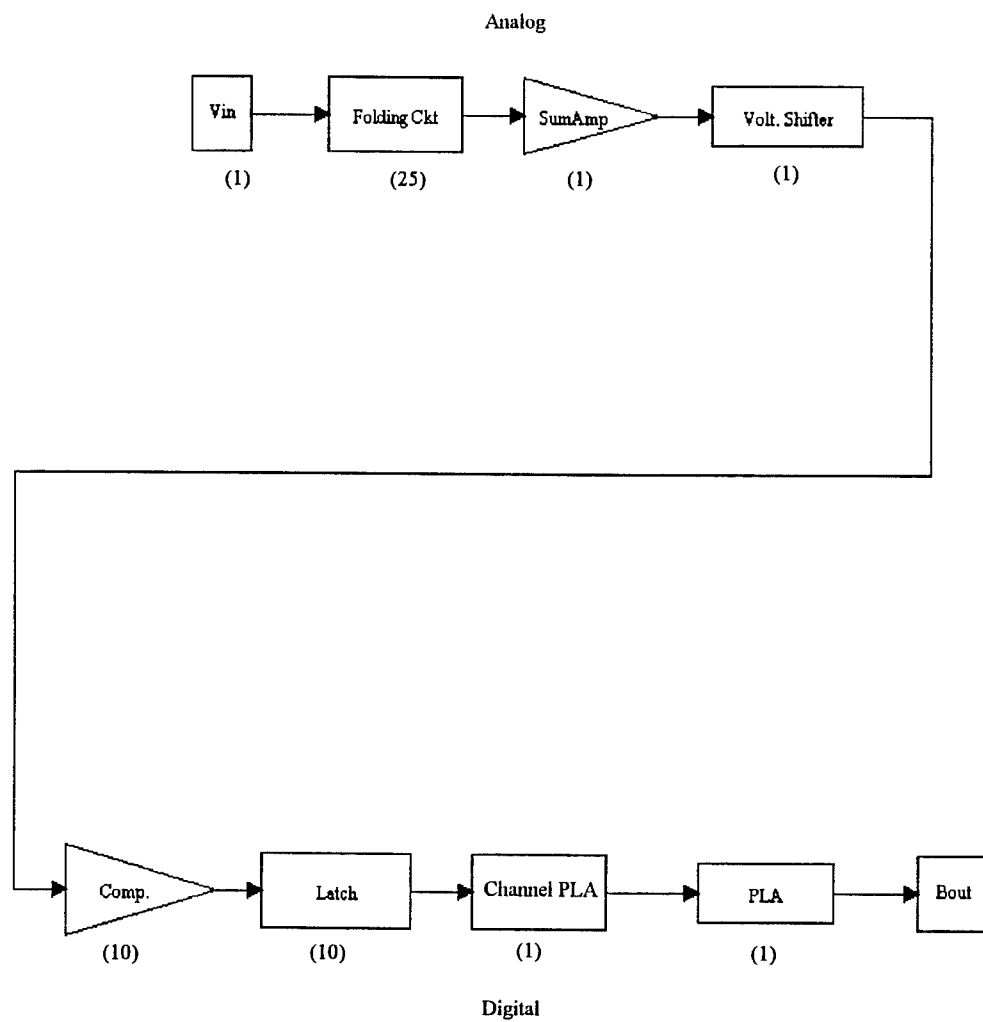 Analog
Vin
Folding Ckt
SumAmp
Volt. Shifter
(1)
(25)
(1)
(1)
Comp.
Latch
Channel PLA
PLA
Bout
(10)
(10)
(1)
(1)
Digital